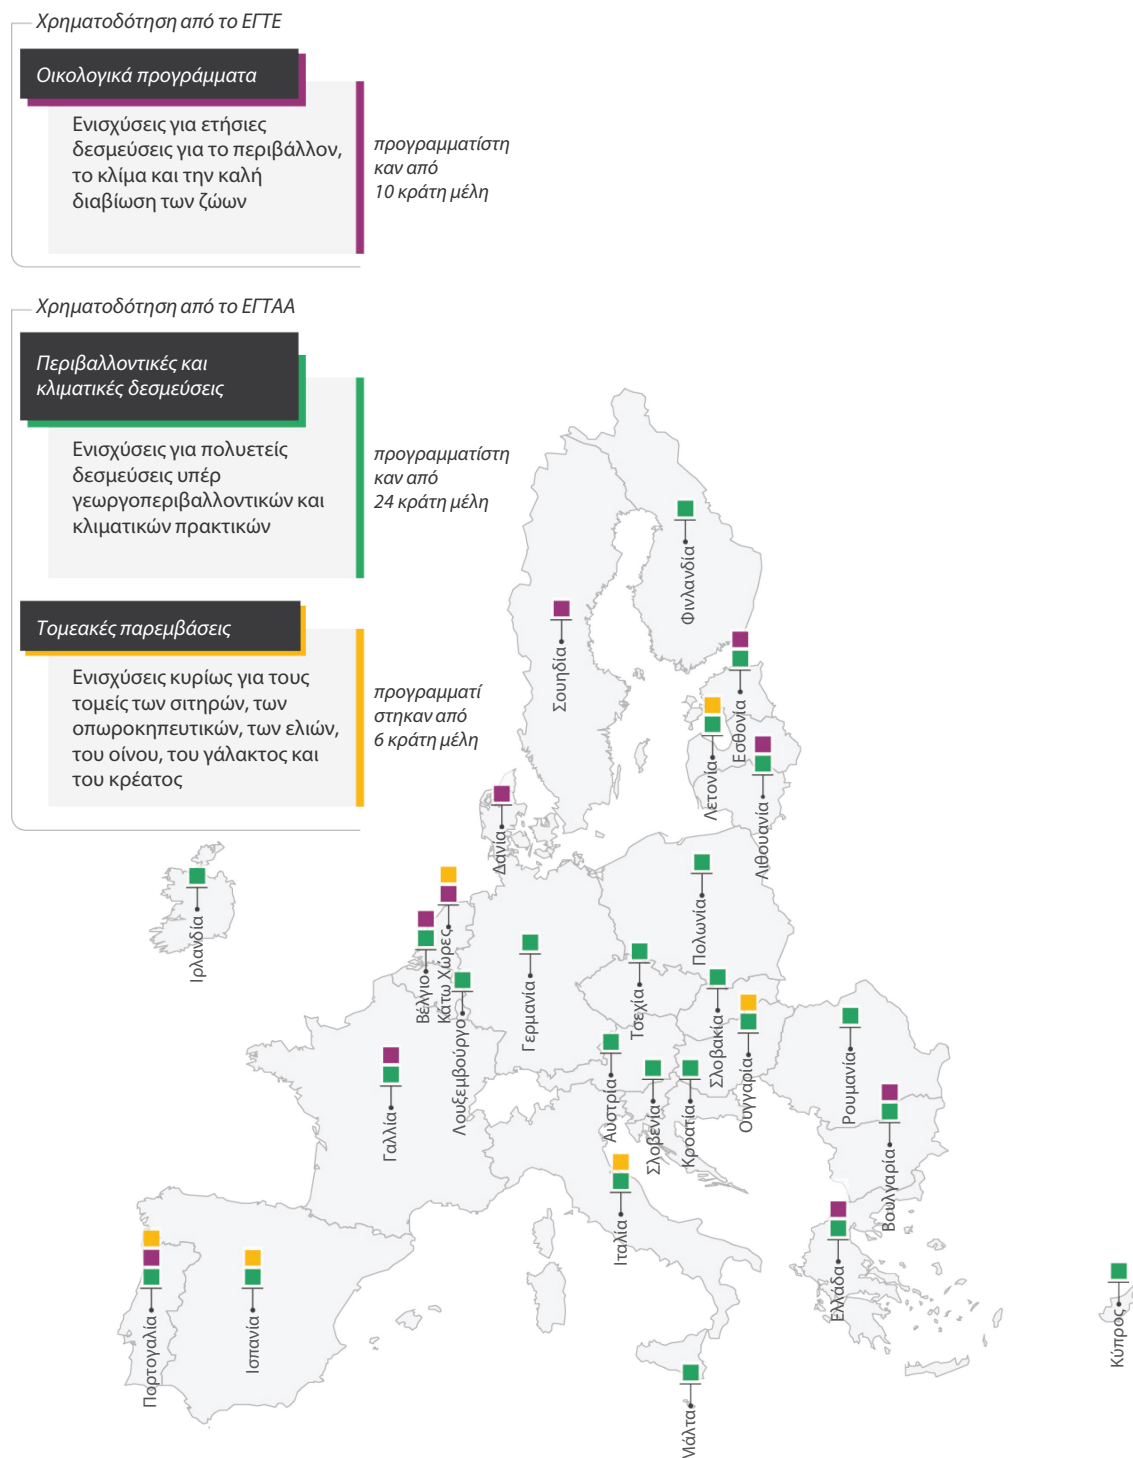 Χρηματοδότηση από το ΕΓΤΕ
Οικολογικά προγράμματα
Ενισχύσεις για ετήσιες
δεσμεύσεις για το περιβάλλον,
το κλίμα και την καλή
διαβίωση των ζώων
προγραμματίστη
καν από
10 κράτη μέλη
Χρηματοδότηση από το ΕΓΤΑΑ
Περιβαλλοντικές και
κλιματικές δεσμεύσεις
Ενισχύσεις για πολυετείς
δεσμεύσεις υπέρ
γεωργοπεριβαλλοντικών και
κλιματικών πρακτικών
προγραμματίστη
καν από
24 κράτη μέλη
Τομεακές παρεμβάσεις
Ενισχύσεις κυρίως για τους
τομείς των σιτηρών, των
οπωροκηπευτικών, των ελιών,
του οίνου, του γάλακτος και
του κρέατος
προγραμματί
στηκαν από
6 κράτη μέλη
Φινλανδία
Σουηδία
Εσθονία
Λετονία
Λιθουανία
Δανία
Ιρλανδία
Βέλγιο
Κάτω Χώρες
Λουξεμβούργο
Γερμανία
Πολωνία
Τσεχία
Σλοβακία
Ουγγαρία
Ρουμανία
Γαλλία
Αυστρία
Σλοβενία
Κροατία
Βουλγαρία
Ιταλία
Ελλάδα
Πορτογαλία
Ισπανία
Μάλτα
Κύπρος